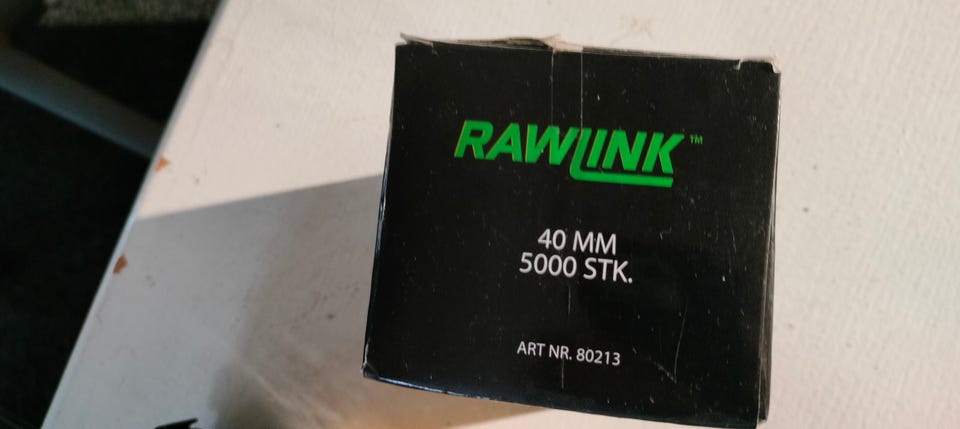 RAWLINK™
40 MM
5000 STK.
ART NR. 80213